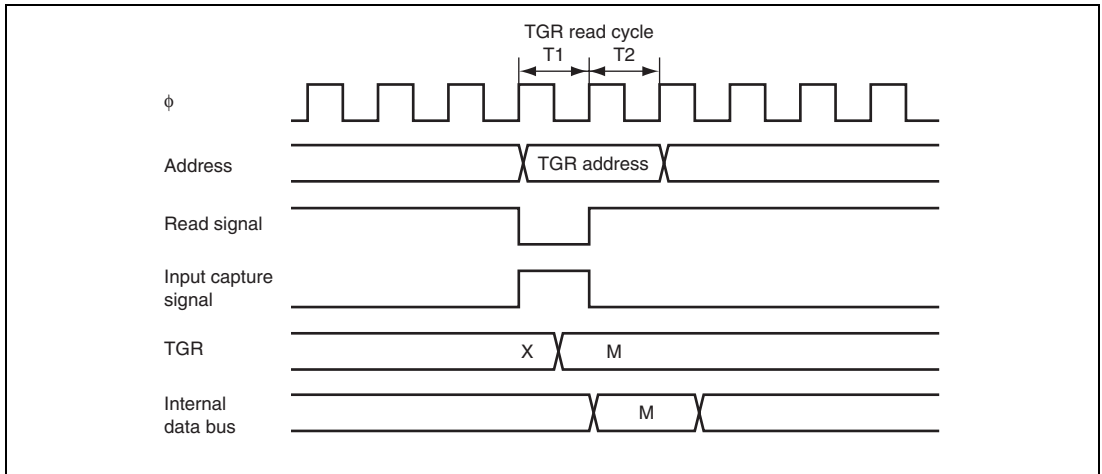 TGR read cycle
T1 T2
ϕ
Address
TGR address
Read signal
Input capture
signal
TGR
X M
Internal
data bus
M